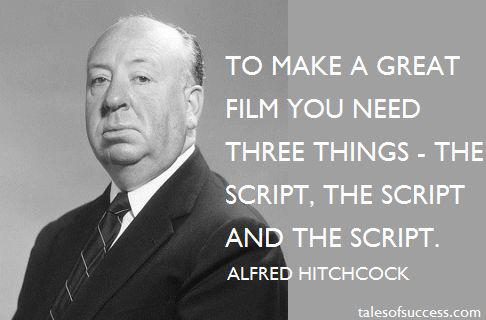 TO MAKE A GREAT
FILM YOU NEED
THREE THINGS - THE
SCRIPT, THE SCRIPT
AND THE SCRIPT.
ALFRED HITCHCOCK
talesofsuccess.com